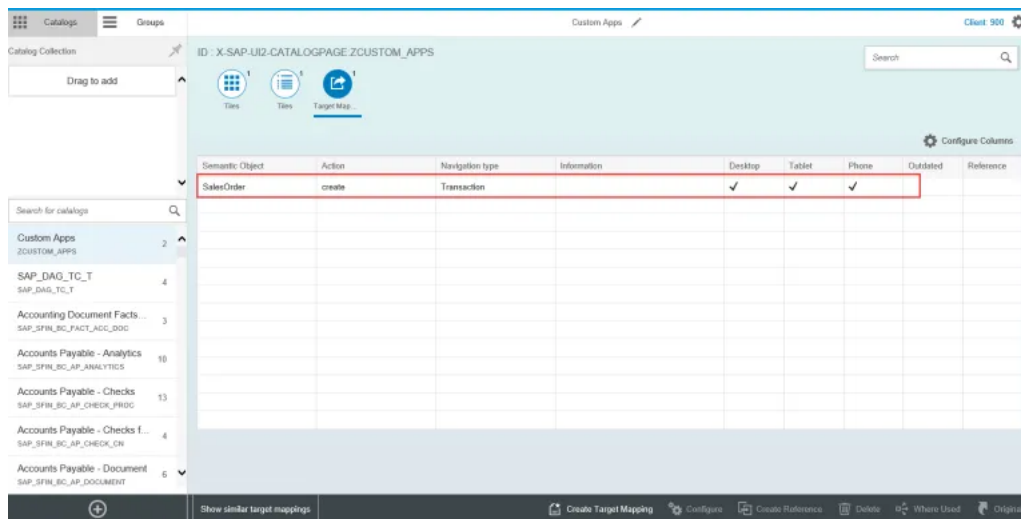 Catalogs
Groups
Custom Apps
Client: 900
Catalog Collection
ID : X-SAP-UI2-CATALOGPAGE:ZCUSTOM_APPS
Search
Drag to add
1
1
1
Tiles
Tiles
Target Map...
Configure Columns
Semantic Object Action Navigation type Information Desktop Tablet Phone Outdated Reference
SalesOrder create Transaction ✓ ✓ ✓
Search for catalogs
Custom Apps 2
ZCUSTOM_APPS
SAP_DAG_TC_T 4
SAP_DAG_TC_T
Accounting Document Facts... 3
SAP_SFIN_BC_FACT_ACC_DOC
Accounts Payable - Analytics 10
SAP_SFIN_BC_AP_ANALYTICS
Accounts Payable - Checks 13
SAP_SFIN_BC_AP_CHECK_PROC
Accounts Payable - Checks f... 4
SAP_SFIN_BC_AP_CHECK_CN
Accounts Payable - Document 6
SAP_SFIN_BC_AP_DOCUMENT
Show similar target mappings
Create Target Mapping
Configure
Create Reference
Delete
Where Used
Origina